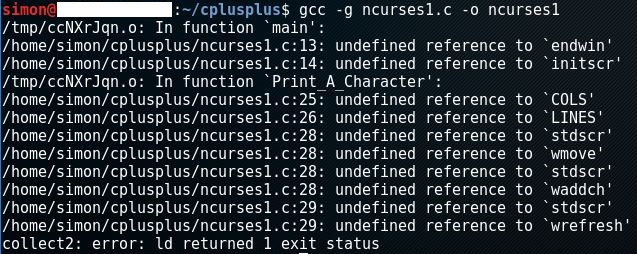 simon@:~/cplusplus$ gcc -g ncurses1.c -o ncurses1
/tmp/ccNXrJqn.o: In function `main':
/home/simon/cplusplus/ncurses1.c:13: undefined reference to `endwin'
/home/simon/cplusplus/ncurses1.c:14: undefined reference to `initscr'
/tmp/ccNXrJqn.o: In function `Print_A_Character':
/home/simon/cplusplus/ncurses1.c:25: undefined reference to `COLS'
/home/simon/cplusplus/ncurses1.c:26: undefined reference to `LINES'
/home/simon/cplusplus/ncurses1.c:28: undefined reference to `stdscr'
/home/simon/cplusplus/ncurses1.c:28: undefined reference to `wmove'
/home/simon/cplusplus/ncurses1.c:28: undefined reference to `stdscr'
/home/simon/cplusplus/ncurses1.c:28: undefined reference to `waddch'
/home/simon/cplusplus/ncurses1.c:29: undefined reference to `stdscr'
/home/simon/cplusplus/ncurses1.c:29: undefined reference to `wrefresh'
collect2: error: ld returned 1 exit status